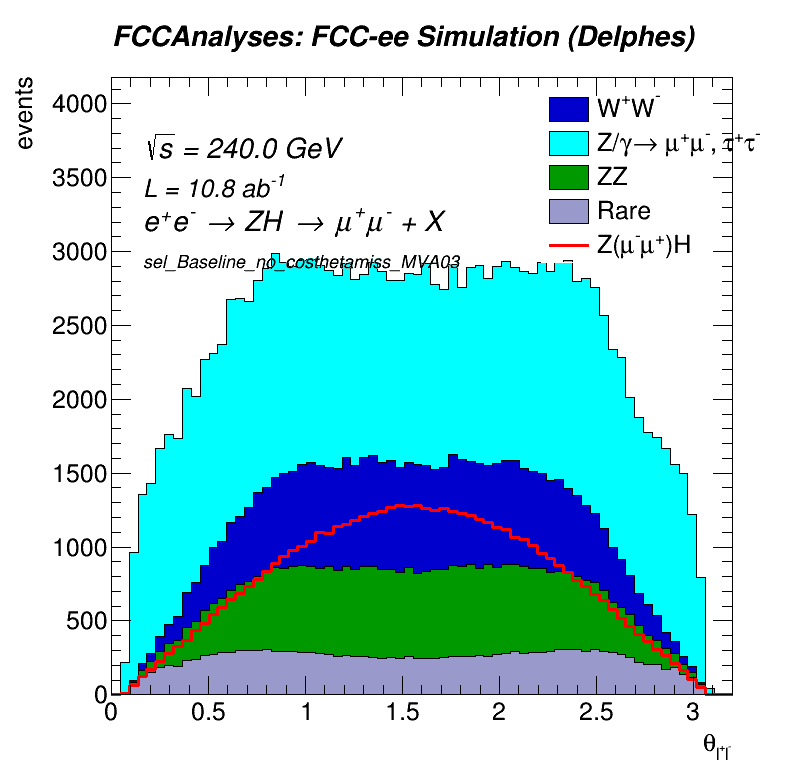 FCCAnalyses: FCC-ee Simulation (Delphes)
events
4000
3500
3000
2500
2000
1500
1000
500
0
√s = 240.0 GeV
L = 10.8 ab⁻¹
e⁺e⁻ → ZH → μ⁺μ⁻ + X
sel_Baseline_no_costhetamiss_MVA03
W⁺W⁻
Z/γ→ μ⁺μ⁻, τ⁺τ⁻
ZZ
Rare
Z(μ⁻μ⁺)H
0 0.5 1 1.5 2 2.5 3
θ_l⁺l⁻